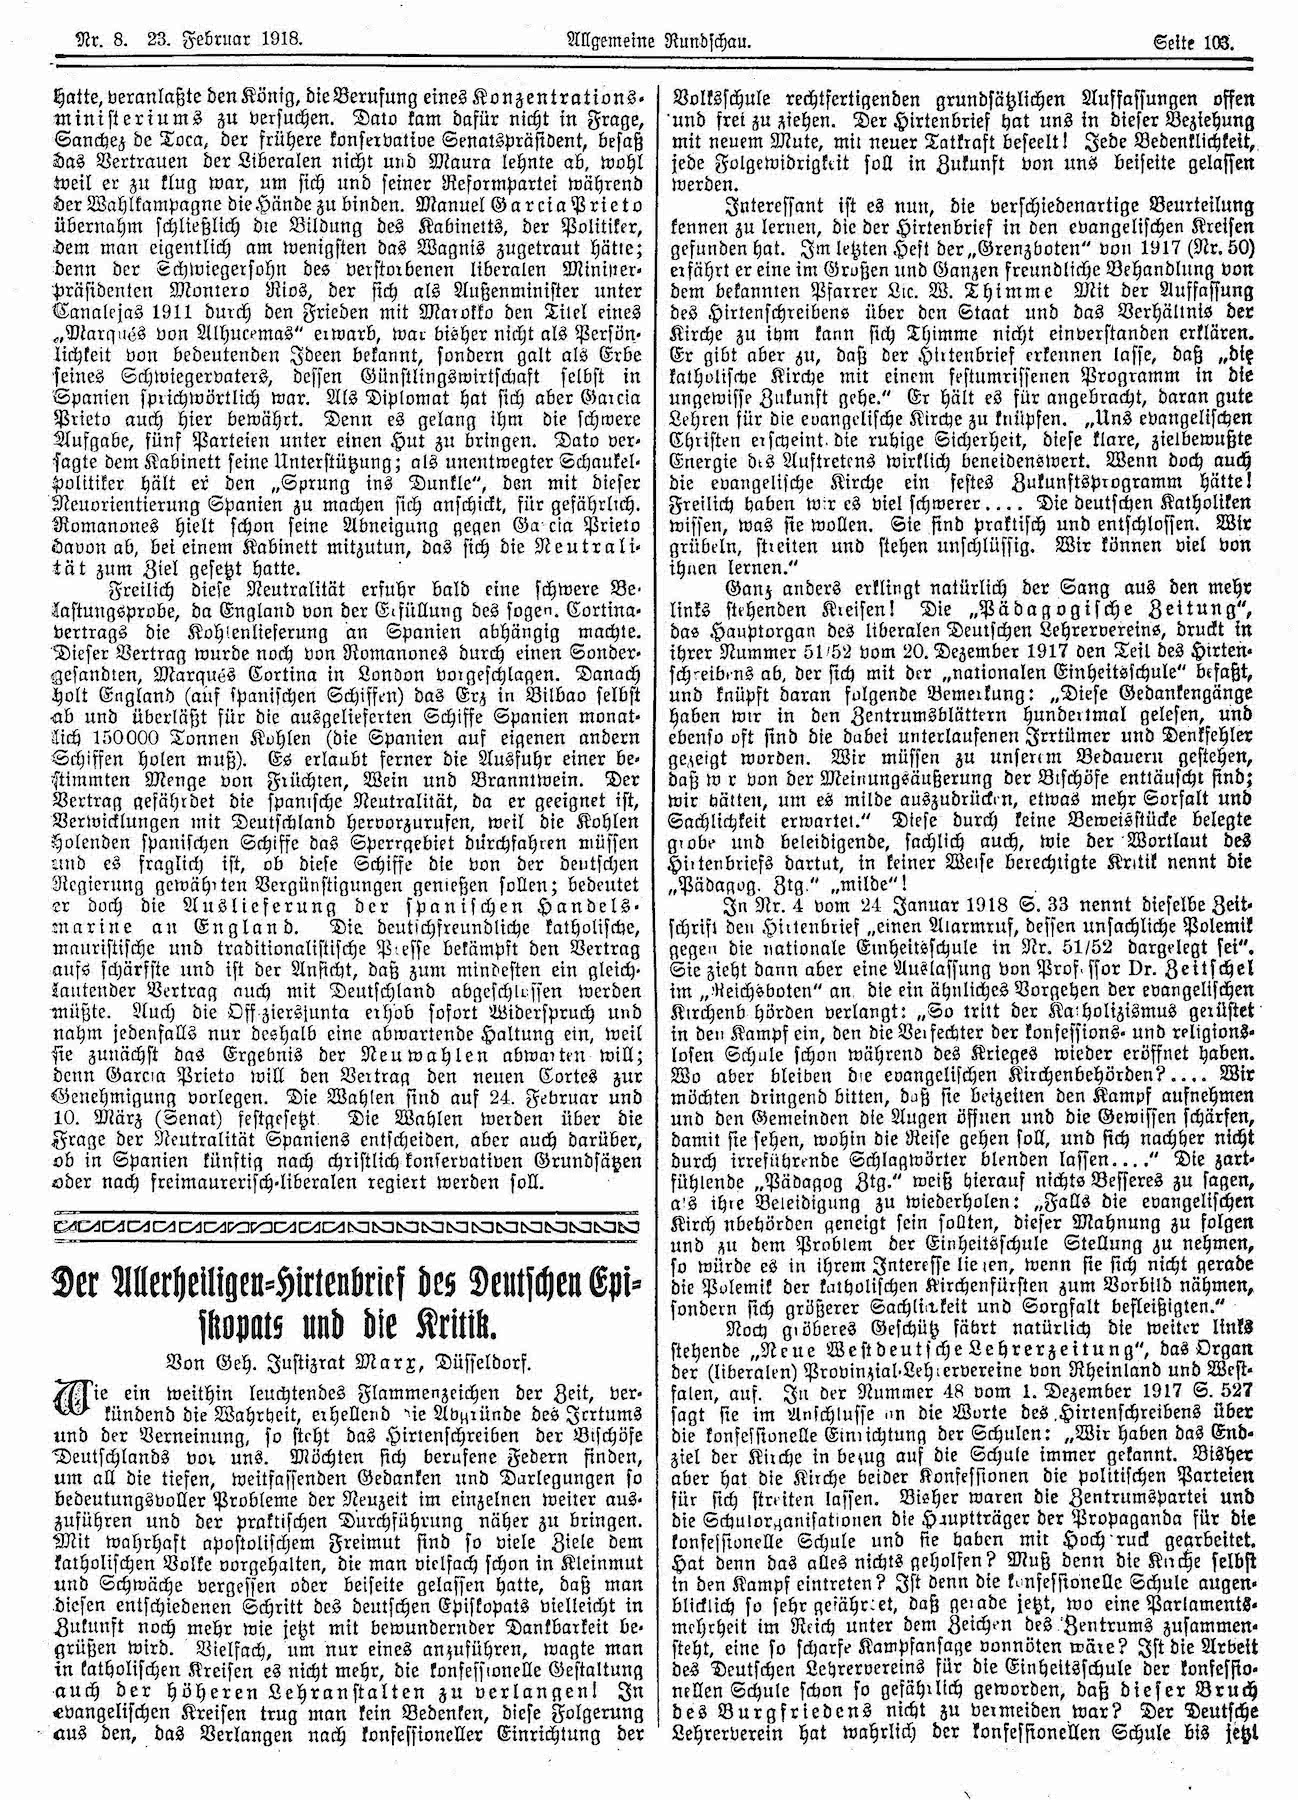 Nr. 8. 23. Februar 1918.
Allgemeine Rundschau.
Seite 103.
hatte, veranlaßte den König, die Berufung eines Konzentrations-
ministeriums zu versuchen. Dato kam dafür nicht in Frage,
Sanchez de Toca, der frühere konservative Senatspräsident, besaß
das Vertrauen der Liberalen nicht und Maura lehnte ab, wohl
weil er zu klug war, um sich und seiner Reformpartei während
der Wahlkampagne die Hände zu binden. Manuel Garcia Prieto
übernahm schließlich die Bildung des Kabinetts, der Politiker,
dem man eigentlich am wenigsten das Wagnis zugetraut hätte;
denn der Schwiegersohn des verstorbenen liberalen Minister-
präsidenten Montero Rios, der sich als Außenminister unter
Canalejas 1911 durch den Frieden mit Marokko den Titel eines
„Marqués von Alhucemas“ erwarb, war bisher nicht als Persön-
lichkeit von bedeutenden Ideen bekannt, sondern galt als Erbe
seines Schwiegervaters, dessen Günstlingswirtschaft selbst in
Spanien sprichwörtlich war. Als Diplomat hat sich aber Garcia
Prieto auch hier bewährt. Denn es gelang ihm die schwere
Aufgabe, fünf Parteien unter einen Hut zu bringen. Dato ver-
sagte dem Kabinett seine Unterstützung; als unentwegter Schaukel-
politiker hält er den „Sprung ins Dunkle“, den mit dieser
Neuorientierung Spanien zu machen sich anschickt, für gefährlich.
Romanones hielt schon seine Abneigung gegen Garcia Prieto
davon ab, bei einem Kabinett mitzutun, das sich die Neutrali-
tät zum Ziel gesetzt hatte.
Freilich diese Neutralität erfuhr bald eine schwere Be-
lastungsprobe, da England von der Erfüllung des sogen. Cortina-
vertrags die Kohlenlieferung an Spanien abhängig machte.
Dieser Vertrag wurde noch von Romanones durch einen Sonder-
gesandten, Marqués Cortina in London vorgeschlagen. Danach
holt England (auf spanischen Schiffen) das Erz in Bilbao selbst
ab und überläßt für die ausgelieferten Schiffe Spanien monat-
lich 150000 Tonnen Kohlen (die Spanien auf eigenen andern
Schiffen holen muß). Es erlaubt ferner die Ausfuhr einer be-
stimmten Menge von Früchten, Wein und Branntwein. Der
Vertrag gefährdet die spanische Neutralität, da er geeignet ist,
Verwicklungen mit Deutschland hervorzurufen, weil die Kohlen
holenden spanischen Schiffe das Sperrgebiet durchfahren müssen
und es fraglich ist, ob diese Schiffe die von der deutschen
Regierung gewährten Vergünstigungen genießen sollen; bedeutet
er doch die Auslieferung der spanischen Handels-
marine an England. Die deutschfreundliche katholische,
mauristische und traditionalistische Presse bekämpft den Vertrag
aufs schärfste und ist der Ansicht, daß zum mindesten ein gleich-
lautender Vertrag auch mit Deutschland abgeschlossen werden
müßte. Auch die Offiziersjunta erhob sofort Widerspruch und
nahm jedenfalls nur deshalb eine abwartende Haltung ein, weil
sie zunächst das Ergebnis der Neuwahlen abwarten will;
denn Garcia Prieto will den Vertrag den neuen Cortes zur
Genehmigung vorlegen. Die Wahlen sind auf 24. Februar und
10. März (Senat) festgesetzt. Die Wahlen werden über die
Frage der Neutralität Spaniens entscheiden, aber auch darüber,
ob in Spanien künftig nach christlich-konservativen Grundsätzen
oder nach freimaurerisch-liberalen regiert werden soll.
Der Allerheiligen-Hirtenbrief des Deutschen Epi-
skopats und die Kritik.
Von Geh. Justizrat Marx, Düsseldorf.
Wie ein weithin leuchtendes Flammenzeichen der Zeit, ver-
kündend die Wahrheit, erhellend die Abgründe des Irrtums
und der Verneinung, so steht das Hirtenschreiben der Bischöfe
Deutschlands vor uns. Möchten sich berufene Federn finden,
um all die tiefen, weitfassenden Gedanken und Darlegungen so
bedeutungsvoller Probleme der Neuzeit im einzelnen weiter aus-
zuführen und der praktischen Durchführung näher zu bringen.
Mit wahrhaft apostolischem Freimut sind so viele Ziele dem
katholischen Volke vorgehalten, die man vielfach schon in Kleinmut
und Schwäche vergessen oder beiseite gelassen hatte, daß man
diesen entschiedenen Schritt des deutschen Episkopats vielleicht in
Zukunft noch mehr wie jetzt mit bewundernder Dankbarkeit be-
grüßen wird. Vielfach, um nur eines anzuführen, wagte man
in katholischen Kreisen es nicht mehr, die konfessionelle Gestaltung
auch der höheren Lehranstalten zu verlangen! In
evangelischen Kreisen trug man kein Bedenken, diese Folgerung
aus den, das Verlangen nach konfessioneller Einrichtung der
Volksschule rechtfertigenden grundsätzlichen Auffassungen offen
und frei zu ziehen. Der Hirtenbrief hat uns in dieser Beziehung
mit neuem Mute, mit neuer Tatkraft beseelt! Jede Bedenklichkeit,
jede Folgewidrigkeit soll in Zukunft von uns beiseite gelassen
werden.
Interessant ist es nun, die verschiedenartige Beurteilung
kennen zu lernen, die der Hirtenbrief in den evangelischen Kreisen
gefunden hat. Im letzten Heft der „Grenzboten“ von 1917 (Nr. 50)
erfährt er eine im Großen und Ganzen freundliche Behandlung von
dem bekannten Pfarrer Lic. W. Thimme Mit der Auffassung
des Hirtenschreibens über den Staat und das Verhältnis der
Kirche zu ihm kann sich Thimme nicht einverstanden erklären.
Er gibt aber zu, daß der Hirtenbrief erkennen lasse, daß „die
katholische Kirche mit einem festumrissenen Programm in die
ungewisse Zukunft gehe.“ Er hält es für angebracht, daran gute
Lehren für die evangelische Kirche zu knüpfen. „Uns evangelischen
Christen erscheint die ruhige Sicherheit, diese klare, zielbewußte
Energie des Auftretens wirklich beneidenswert. Wenn doch auch
die evangelische Kirche ein festes Zukunftsprogramm hätte!
Freilich haben wir es viel schwerer.... Die deutschen Katholiken
wissen, was sie wollen. Sie sind praktisch und entschlossen. Wir
grübeln, streiten und stehen unschlüssig. Wir können viel von
ihnen lernen.“
Ganz anders erklingt natürlich der Sang aus den mehr
links stehenden Kreisen! Die „Pädagogische Zeitung“,
das Hauptorgan des liberalen Deutschen Lehrervereins, druckt in
ihrer Nummer 51/52 vom 20. Dezember 1917 den Teil des Hirten-
schreibens ab, der sich mit der „nationalen Einheitsschule“ befaßt,
und knüpft daran folgende Bemerkung: „Diese Gedankengänge
haben wir in den Zentrumsblättern hundertmal gelesen, und
ebenso oft sind die dabei unterlaufenen Irrtümer und Denkfehler
gezeigt worden. Wir müssen zu unserem Bedauern gestehen,
daß wir von der Meinungsäußerung der Bischöfe enttäuscht sind;
wir hätten, um es milde auszudrücken, etwas mehr Sorfalt und
Sachlichkeit erwartet.“ Diese durch keine Beweisstücke belegte
grobe und beleidigende, sachlich auch, wie der Wortlaut des
Hirtenbriefs dartut, in keiner Weise berechtigte Kritik nennt die
„Pädagog. Ztg.“ „milde“!
In Nr. 4 vom 24 Januar 1918 S. 33 nennt dieselbe Zeit-
schrift den Hirtenbrief „einen Alarmruf, dessen unsachliche Polemik
gegen die nationale Einheitsschule in Nr. 51/52 dargelegt sei“.
Sie zieht dann aber eine Auslassung von Professor Dr. Zeitschel
im „Reichsboten“ an, die ein ähnliches Vorgehen der evangelischen
Kirchenbehörden verlangt: „So tritt der Katholizismus gerüstet
in den Kampf ein, den die Verfechter der konfessions- und religions-
losen Schule schon während des Krieges wieder eröffnet haben.
Wo aber bleiben die evangelischen Kirchenbehörden?.... Wir
möchten dringend bitten, daß sie beizeiten den Kampf aufnehmen
und den Gemeinden die Augen öffnen und die Gewissen schärfen,
damit sie sehen, wohin die Reise gehen soll, und sich nachher nicht
durch irreführende Schlagwörter blenden lassen....“ Die zart-
fühlende „Pädagog Ztg.“ weiß hierauf nichts Besseres zu sagen,
als ihre Beleidigung zu wiederholen: „Falls die evangelischen
Kirchenbehörden geneigt sein sollten, dieser Mahnung zu folgen
und zu dem Problem der Einheitsschule Stellung zu nehmen,
so würde es in ihrem Interesse liegen, wenn sie sich nicht gerade
die Polemik der katholischen Kirchenfürsten zum Vorbild nähmen,
sondern sich größerer Sachlichkeit und Sorgfalt befleißigten.“
Noch gröberes Geschütz fährt natürlich die weiter links
stehende „Neue Westdeutsche Lehrerzeitung“, das Organ
der (liberalen) Provinzial-Lehrervereine von Rheinland und West-
falen, auf. In der Nummer 48 vom 1. Dezember 1917 S. 527
sagt sie im Anschlusse an die Worte des Hirtenschreibens über
die konfessionelle Einrichtung der Schulen: „Wir haben das End-
ziel der Kirche in bezug auf die Schule immer gekannt. Bisher
aber hat die Kirche beider Konfessionen die politischen Parteien
für sich streiten lassen. Bisher waren die Zentrumspartei und
die Schulorganisationen die Hauptträger der Propaganda für die
konfessionelle Schule und sie haben mit Hochdruck gearbeitet.
Hat denn das alles nichts geholfen? Muß denn die Kirche selbst
in den Kampf eintreten? Ist denn die konfessionelle Schule augen-
blicklich so sehr gefährdet, daß gerade jetzt, wo eine Parlaments-
mehrheit im Reich unter dem Zeichen des Zentrums zusammen-
steht, eine so scharfe Kampfansage vonnöten wäre? Ist die Arbeit
des Deutschen Lehrervereins für die Einheitsschule der konfessio-
nellen Schule schon so gefährlich geworden, daß dieser Bruch
des Burgfriedens nicht zu vermeiden war? Der Deutsche
Lehrerverein hat wahrlich der konfessionellen Schule bis jetzt